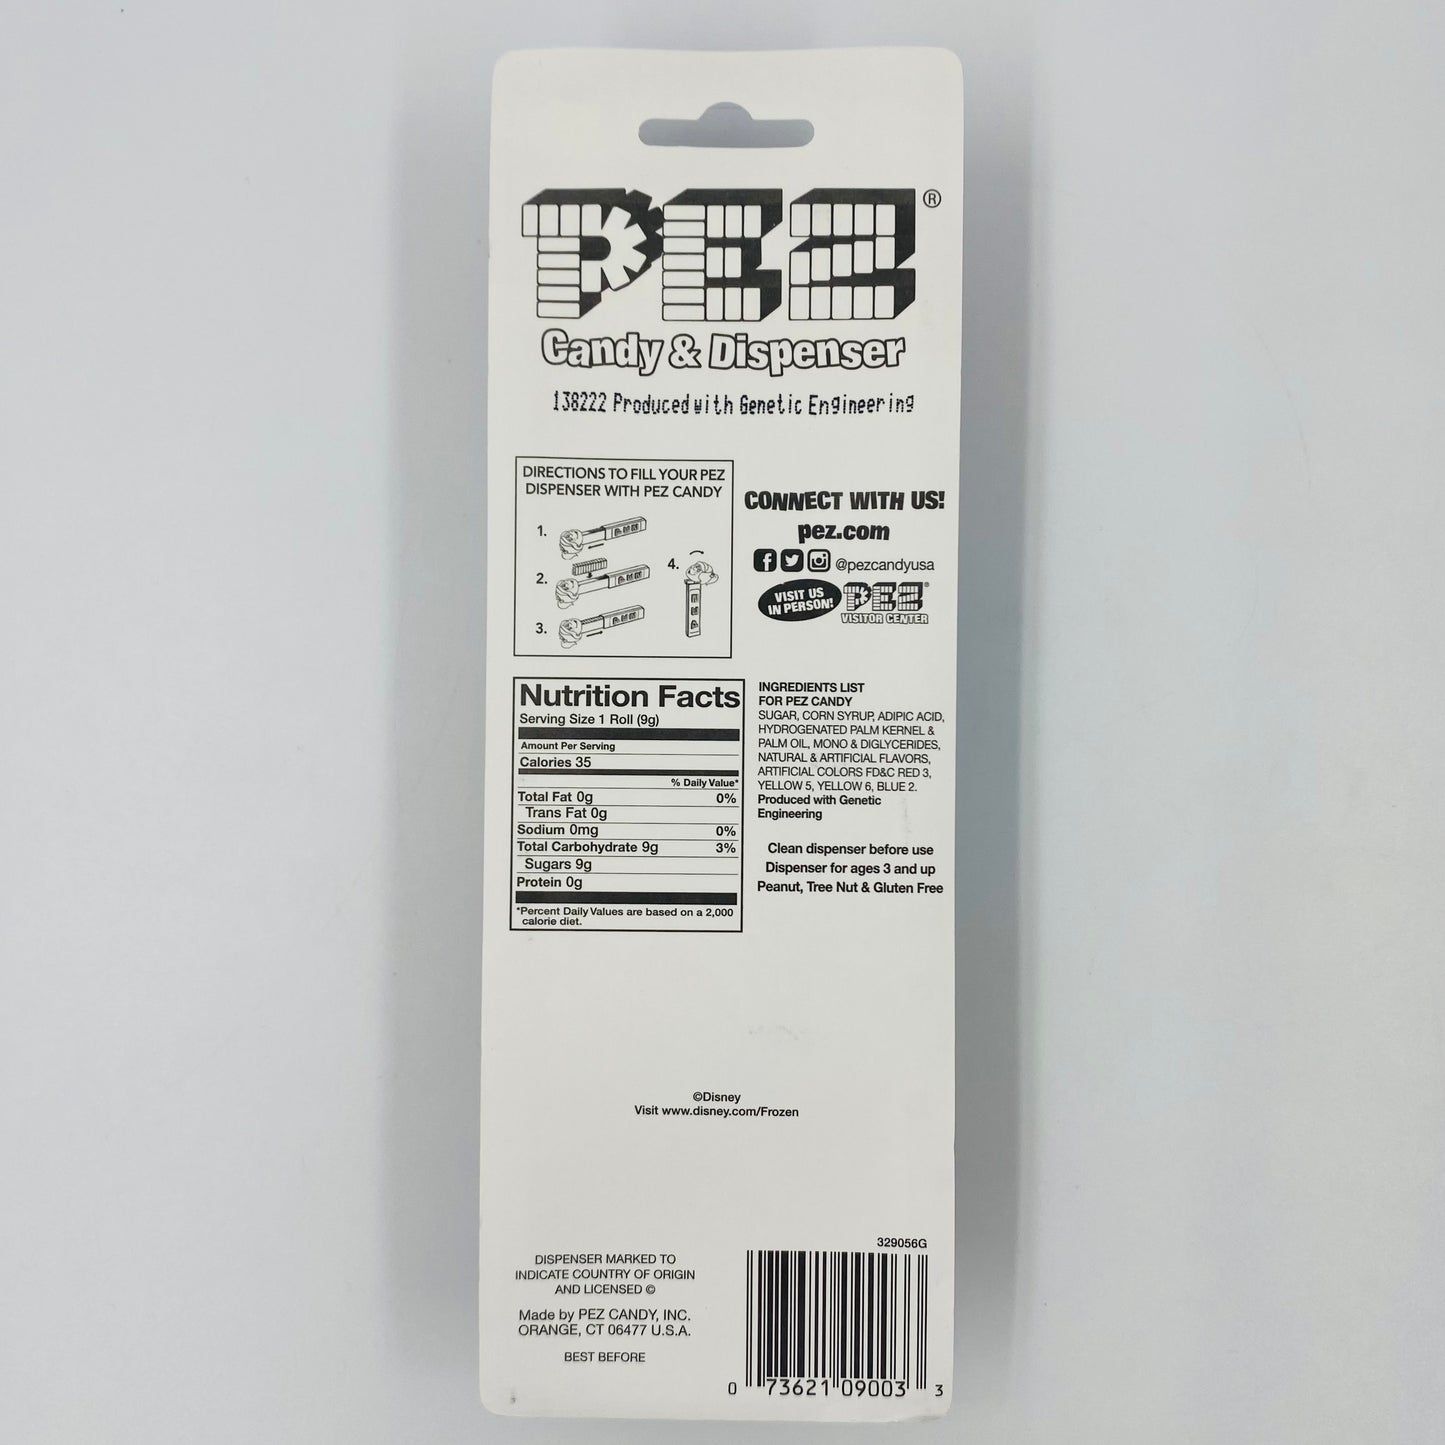 PEZ®
Candy & Dispenser
138222 Produced with Genetic Engineering
DIRECTIONS TO FILL YOUR PEZ
DISPENSER WITH PEZ CANDY
1.
2.
3.
4.
CONNECT WITH US!
pez.com
@pezcandyusa
VISIT US
IN PERSON!
PEZ®
VISITOR CENTER
Nutrition Facts
Serving Size 1 Roll (9g)
Amount Per Serving
Calories 35
% Daily Value*
Total Fat 0g 0%
Trans Fat 0g
Sodium 0mg 0%
Total Carbohydrate 9g 3%
Sugars 9g
Protein 0g
*Percent Daily Values are based on a 2,000
calorie diet.
INGREDIENTS LIST
FOR PEZ CANDY
SUGAR, CORN SYRUP, ADIPIC ACID,
HYDROGENATED PALM KERNEL &
PALM OIL, MONO & DIGLYCERIDES,
NATURAL & ARTIFICIAL FLAVORS,
ARTIFICIAL COLORS FD&C RED 3,
YELLOW 5, YELLOW 6, BLUE 2.
Produced with Genetic
Engineering
Clean dispenser before use
Dispenser for ages 3 and up
Peanut, Tree Nut & Gluten Free
©Disney
Visit www.disney.com/Frozen
DISPENSER MARKED TO
INDICATE COUNTRY OF ORIGIN
AND LICENSED ©
Made by PEZ CANDY, INC.
ORANGE, CT 06477 U.S.A.
BEST BEFORE
329056G
0 73621 09003 3